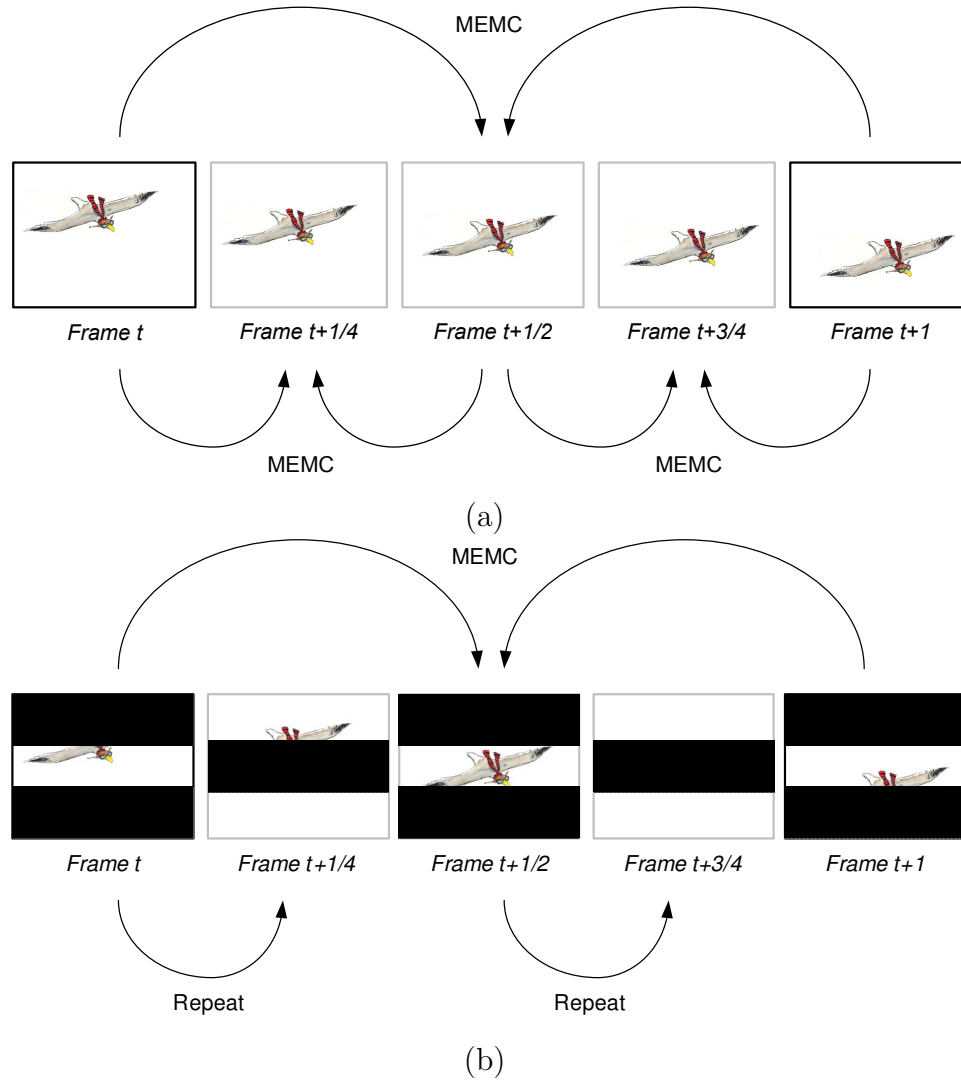 MEMC
Frame t Frame t+1/4 Frame t+1/2 Frame t+3/4 Frame t+1
MEMC MEMC
(a)
MEMC
Frame t Frame t+1/4 Frame t+1/2 Frame t+3/4 Frame t+1
Repeat Repeat
(b)